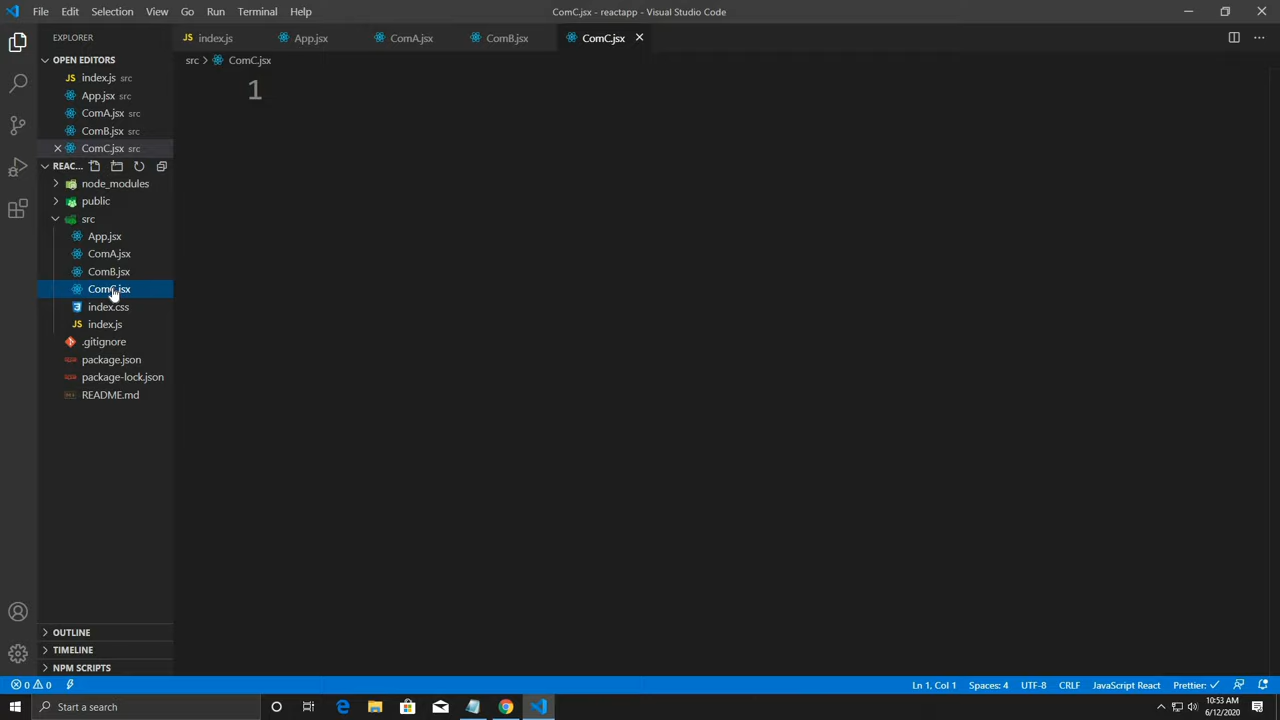 File Edit Selection View Go Run Terminal Help
ComC.jsx - reactapp - Visual Studio Code
EXPLORER
OPEN EDITORS
JS index.js src
App.jsx src
ComA.jsx src
ComB.jsx src
ComC.jsx src
REAC...
node_modules
public
src
App.jsx
ComA.jsx
ComB.jsx
ComC.jsx
index.css
JS index.js
.gitignore
package.json
package-lock.json
README.md
OUTLINE
TIMELINE
NPM SCRIPTS
JS index.js App.jsx ComA.jsx ComB.jsx ComC.jsx
src > ComC.jsx
1
0 0
Ln 1, Col 1 Spaces: 4 UTF-8 CRLF JavaScript React Prettier: ✓
Start a search
10:53 AM
6/12/2020